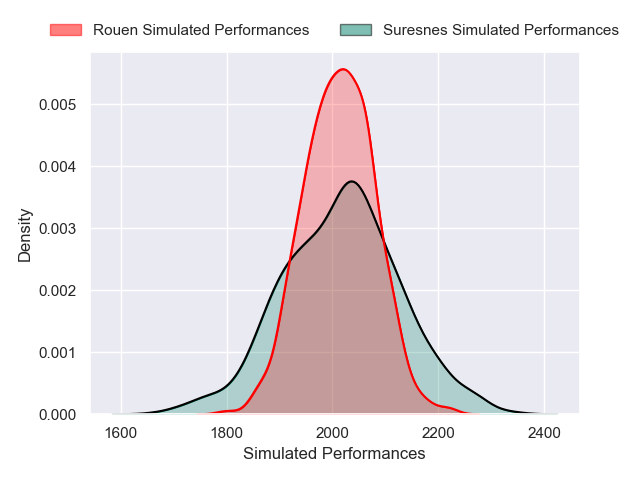 Rouen Simulated Performances Suresnes Simulated Performances
0.005
0.004
0.003
0.002
0.001
0.000
Density
1600 1800 2000 2200 2400
Simulated Performances